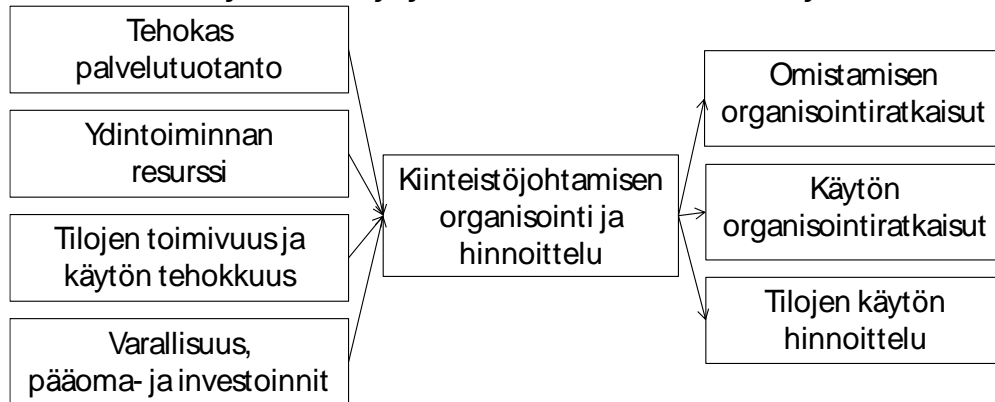 Tehokas
palvelutuotanto
Ydintoiminnan
resurssi
Tilojen toimivuus ja
käytön tehokkuus
Varallisuus,
pääoma- ja investoinnit
Kiinteistöjohtamisen
organisointi ja
hinnoittelu
Omistamisen
organisointiratkaisut
Käytön
organisointiratkaisut
Tilojen käytön
hinnoittelu